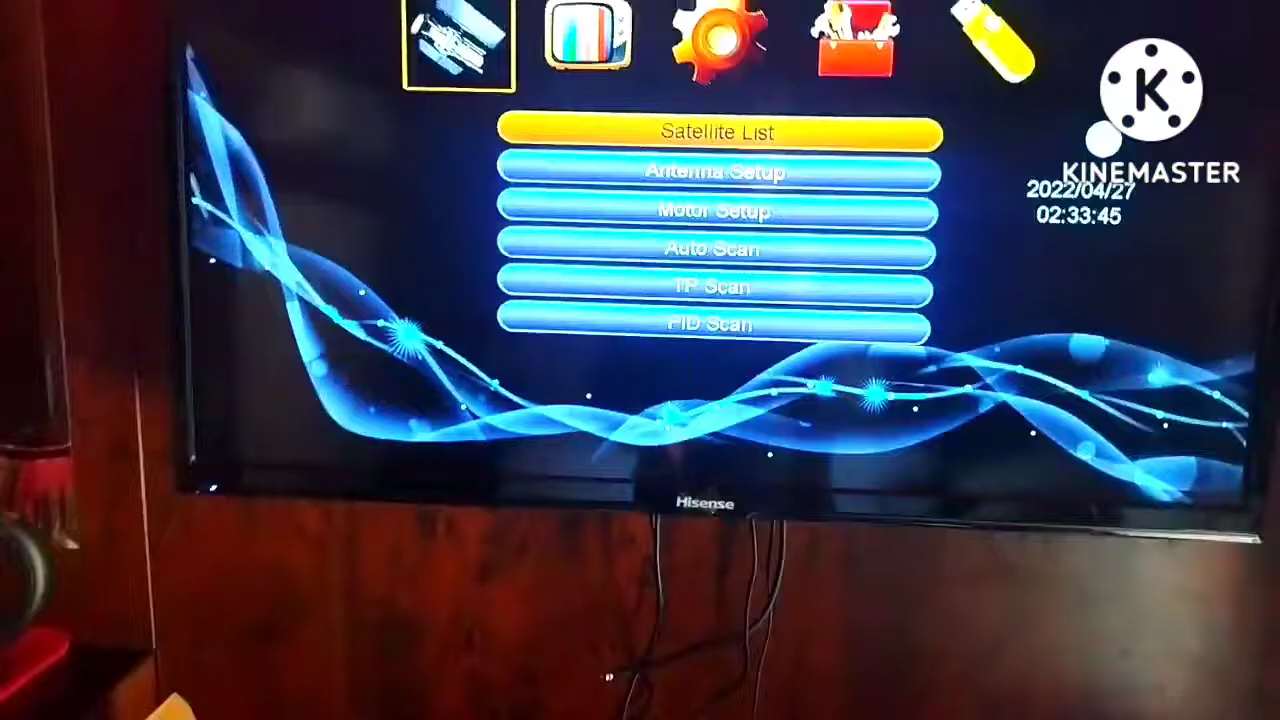 Satellite List
Antenna Setup
Motor Setup
Auto Scan
TP Scan
PID Scan
K
KINEMASTER
2022/04/27
02:33:45
Hisense